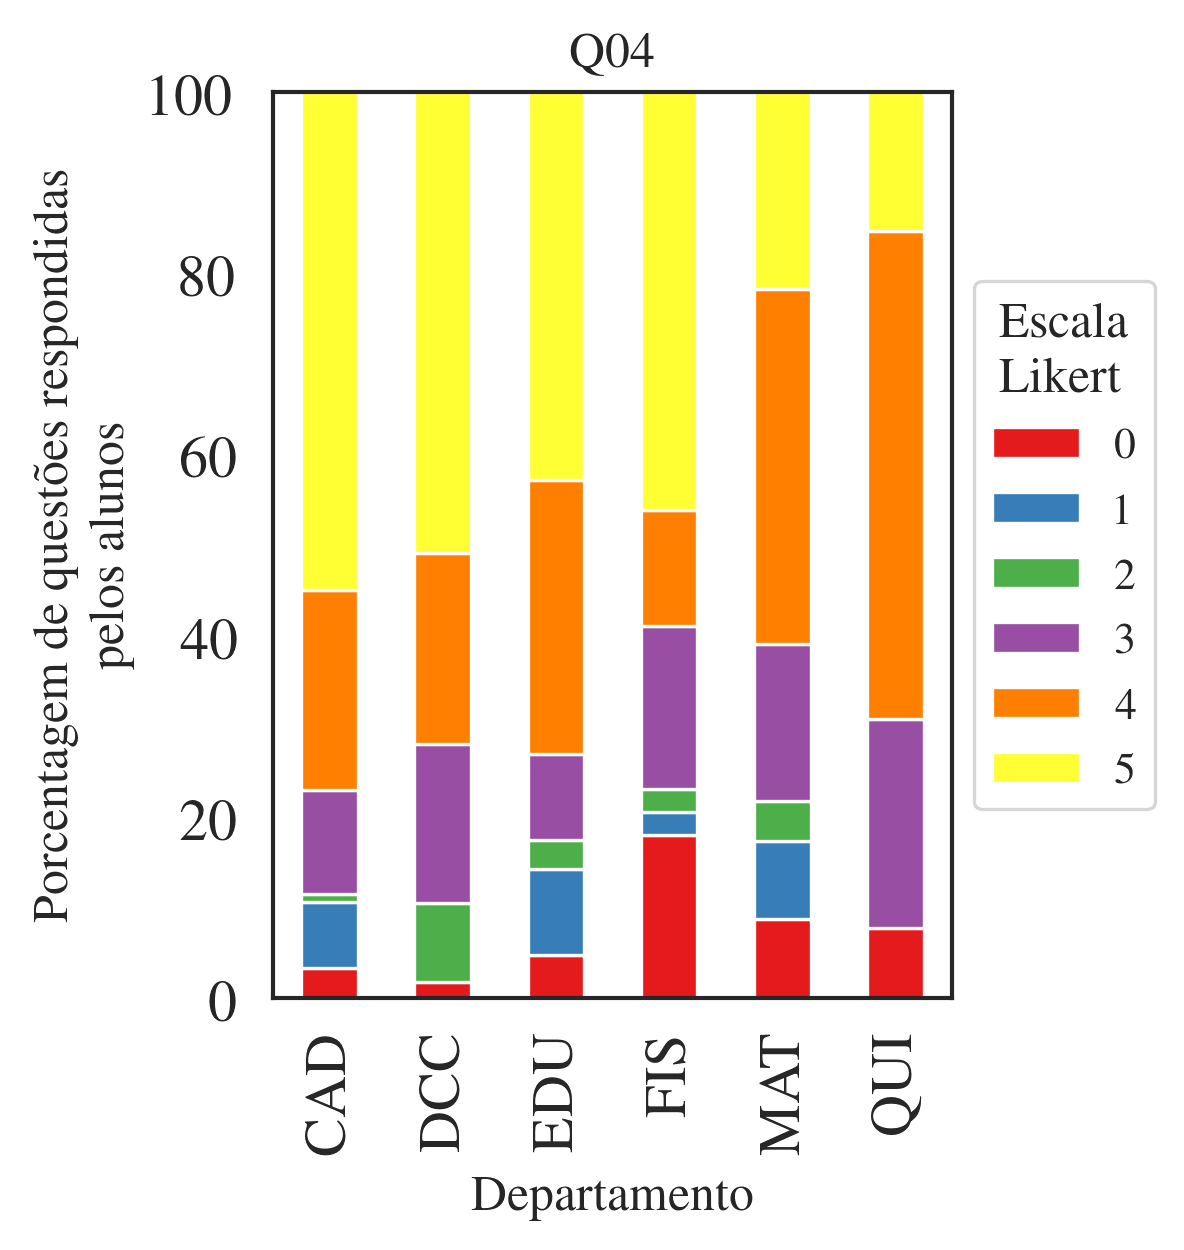 Q04
100
80
60
40
20
0
Porcentagem de questões respondidas
pelos alunos
CAD
DCC
EDU
FIS
MAT
QUI
Departamento
Escala
Likert
0
1
2
3
4
5